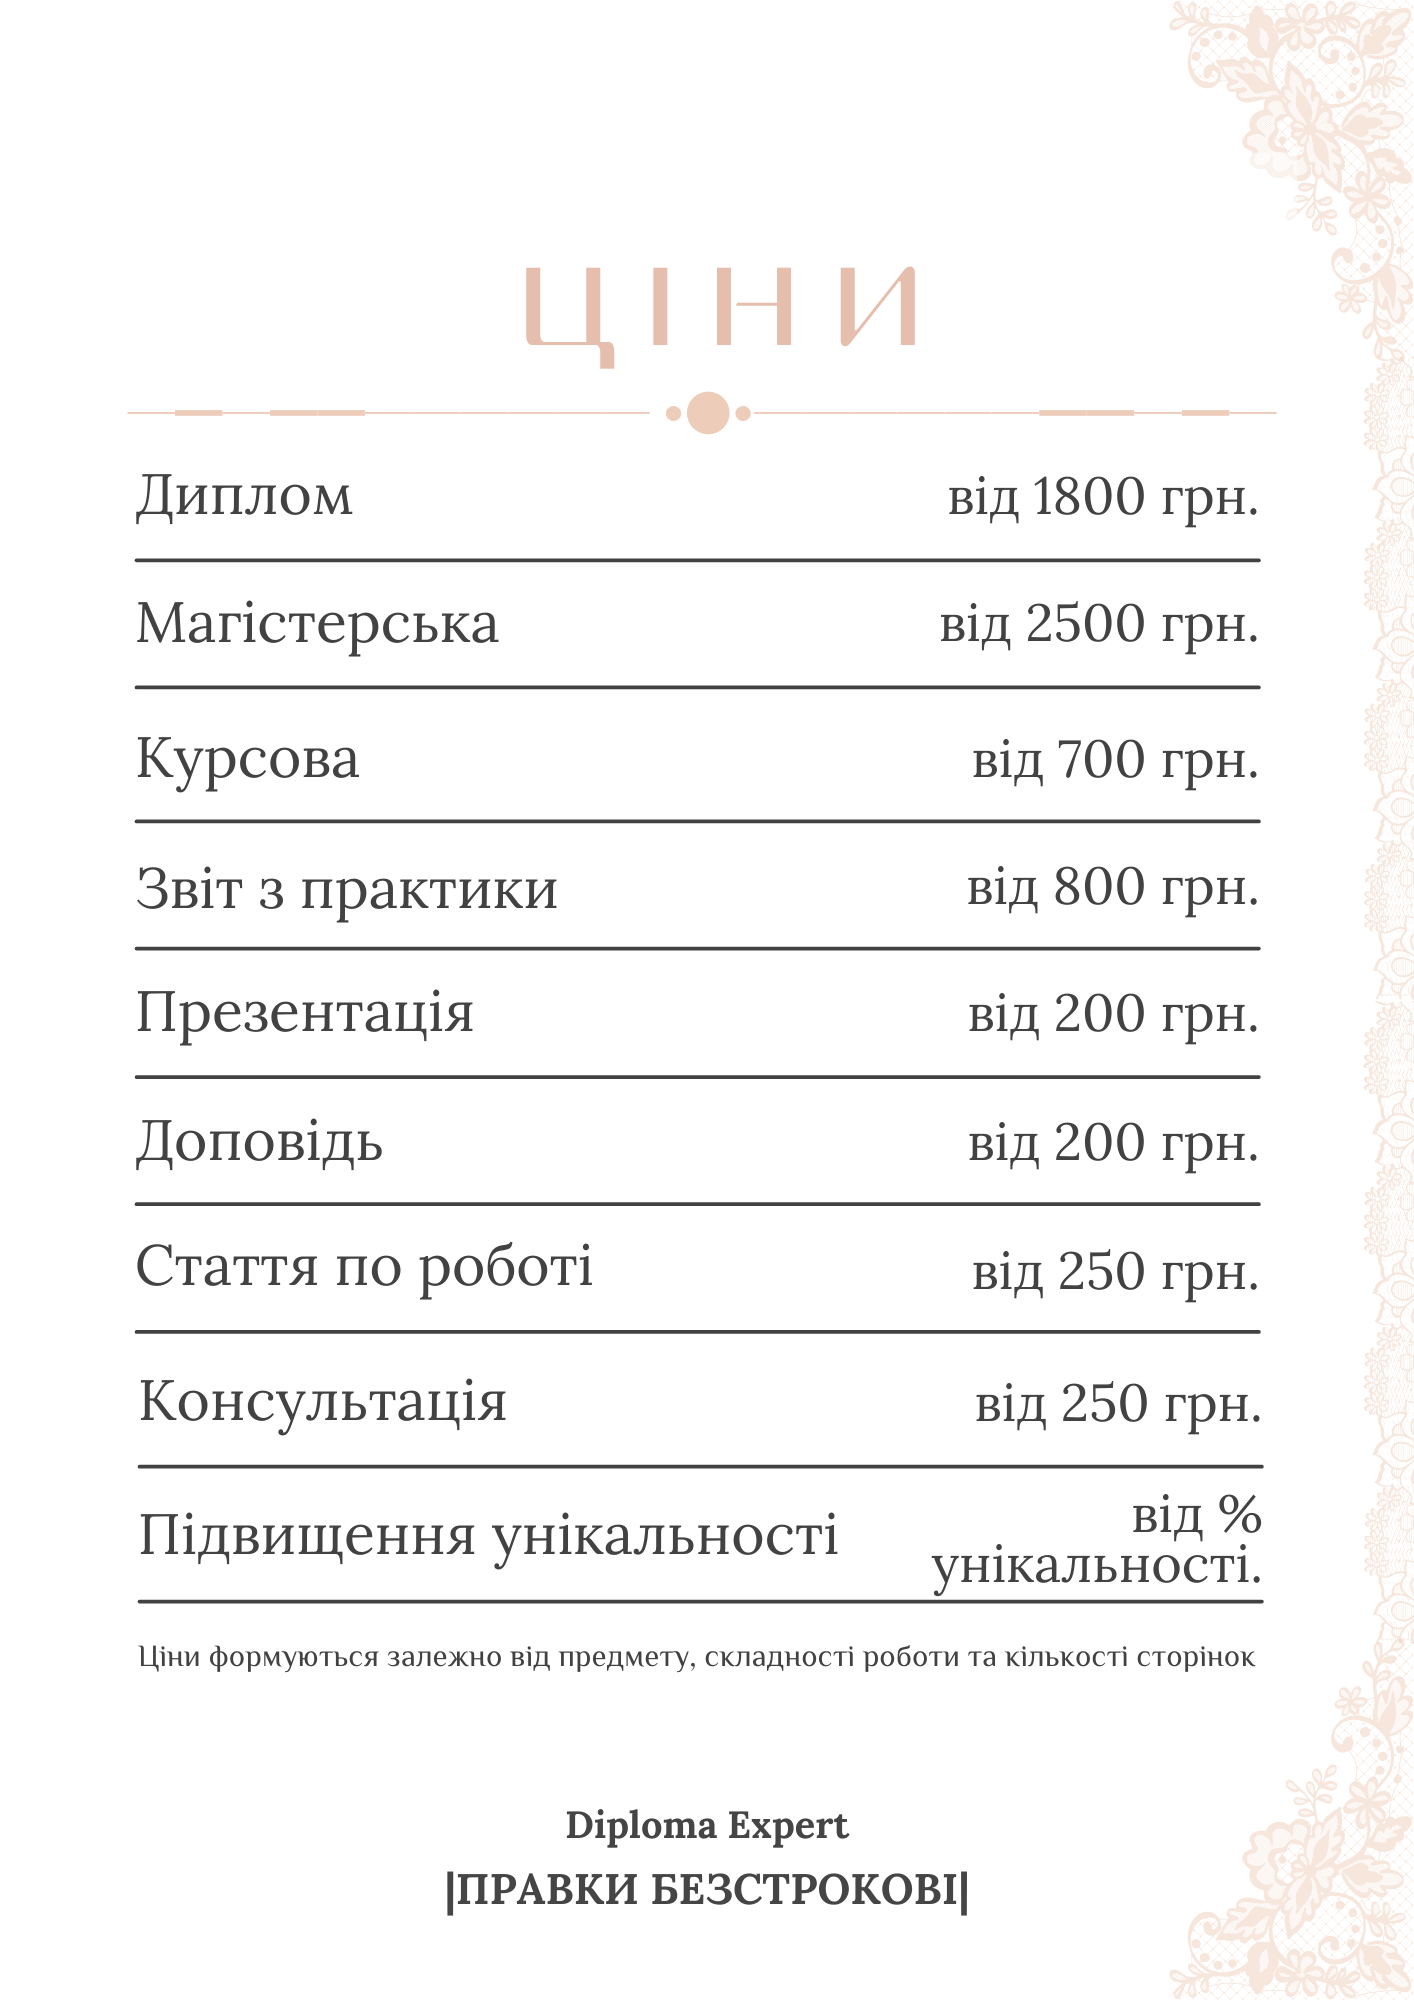 ЦІНИ
Диплом від 1800 грн.
Магістерська від 2500 грн.
Курсова від 700 грн.
Звіт з практики від 800 грн.
Презентація від 200 грн.
Доповідь від 200 грн.
Стаття по роботі від 250 грн.
Консультація від 250 грн.
Підвищення унікальності від %
унікальності.
Ціни формуються залежно від предмету, складності роботи та кількості сторінок
Diploma Expert
|ПРАВКИ БЕЗСТРОКОВІ|